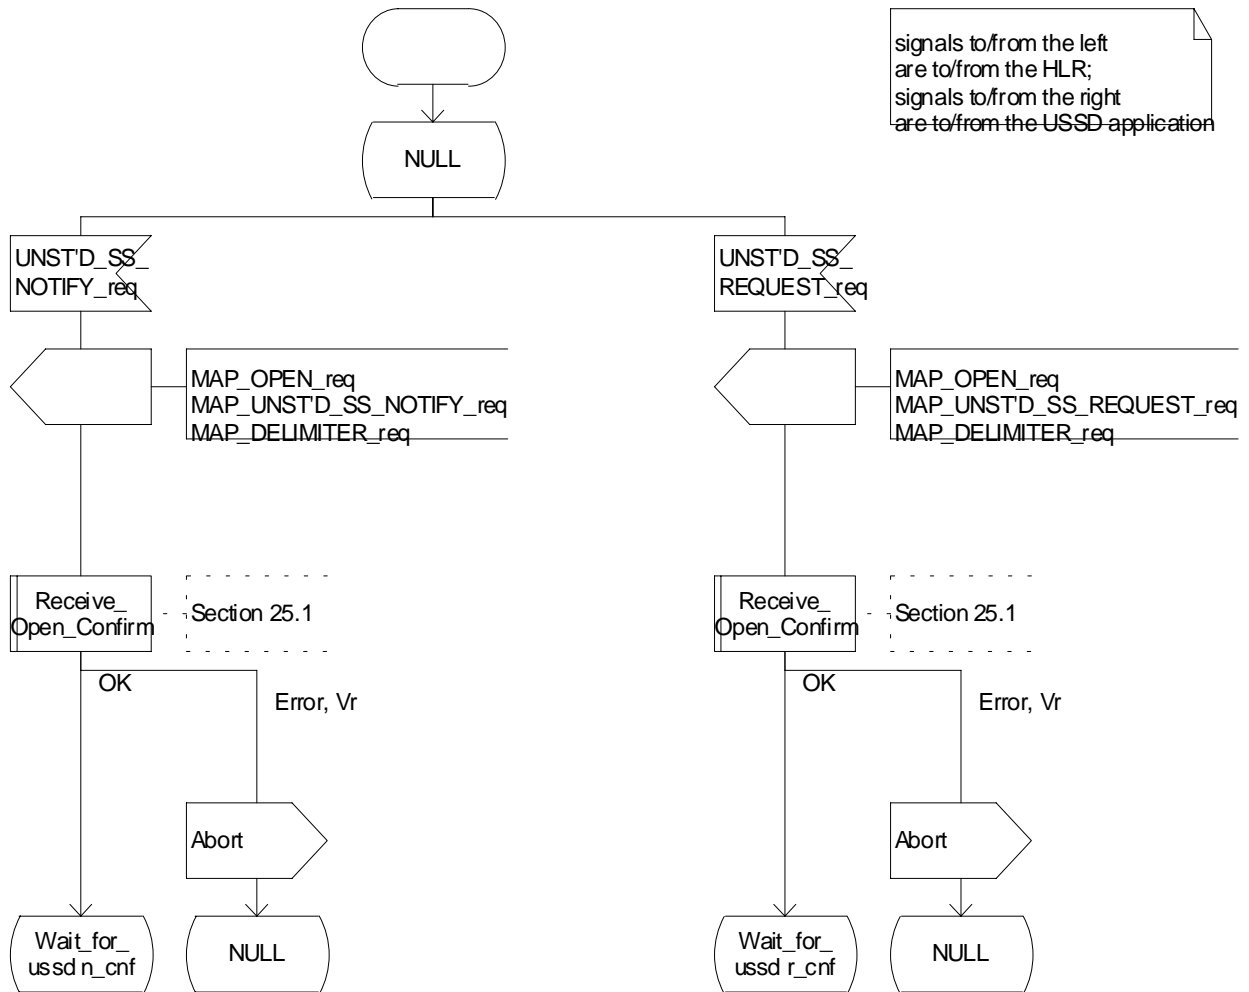 signals to/from the left
are to/from the HLR;
signals to/from the right
are to/from the USSD application
NULL
UNST'D_SS_
NOTIFY_req
UNST'D_SS_
REQUEST_req
MAP_OPEN_req
MAP_UNST'D_SS_NOTIFY_req
MAP_DELIMITER_req
MAP_OPEN_req
MAP_UNST'D_SS_REQUEST_req
MAP_DELIMITER_req
Receive_
Open_Confirm
Section 25.1
Receive_
Open_Confirm
Section 25.1
OK
Error, Vr
OK
Error, Vr
Abort
Abort
Wait_for_
ussd n_cnf
NULL
Wait_for_
ussd r_cnf
NULL